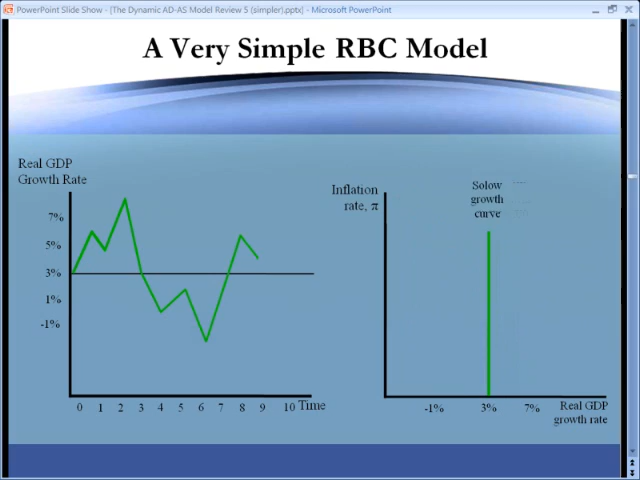 PowerPoint Slide Show - [The Dynamic AD-AS Model Review 5 (simpler).pptx] - Microsoft PowerPoint
A Very Simple RBC Model
Real GDP
Growth Rate
7%
5%
3%
1%
-1%
0 1 2 3 4 5 6 7 8 9 10 Time
Inflation
rate, π
Solow
growth
curve
-1% 3% 7%
Real GDP
growth rate